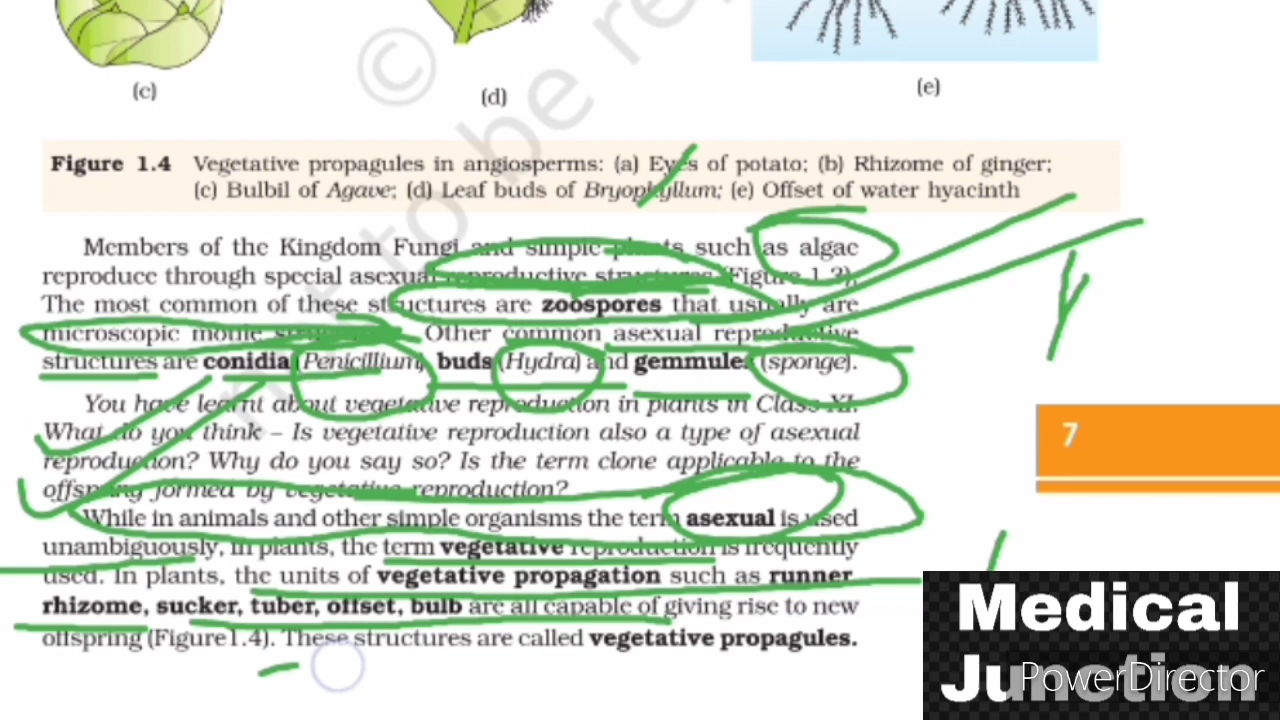 (c)
(d)
(e)
© to be re
Figure 1.4 Vegetative propagules in angiosperms: (a) Eyes of potato; (b) Rhizome of ginger;
(c) Bulbil of Agave; (d) Leaf buds of Bryophyllum; (e) Offset of water hyacinth
Members of the Kingdom Fungi and simple plants such as algae
reproduce through special asexual reproductive structures (Figure 1.3).
The most common of these structures are zoospores that usually are
microscopic motile structures. Other common asexual reproductive
structures are conidia (Penicillium), buds (Hydra) and gemmules (sponge).
You have learnt about vegetative reproduction in plants in Class XI.
What do you think – Is vegetative reproduction also a type of asexual
reproduction? Why do you say so? Is the term clone applicable to the
offspring formed by vegetative reproduction?
While in animals and other simple organisms the term asexual is used
unambiguously, in plants, the term vegetative reproduction is frequently
used. In plants, the units of vegetative propagation such as runner,
rhizome, sucker, tuber, offset, bulb are all capable of giving rise to new
offspring (Figure1.4). These structures are called vegetative propagules.
7
Medical
Junction
PowerDirector